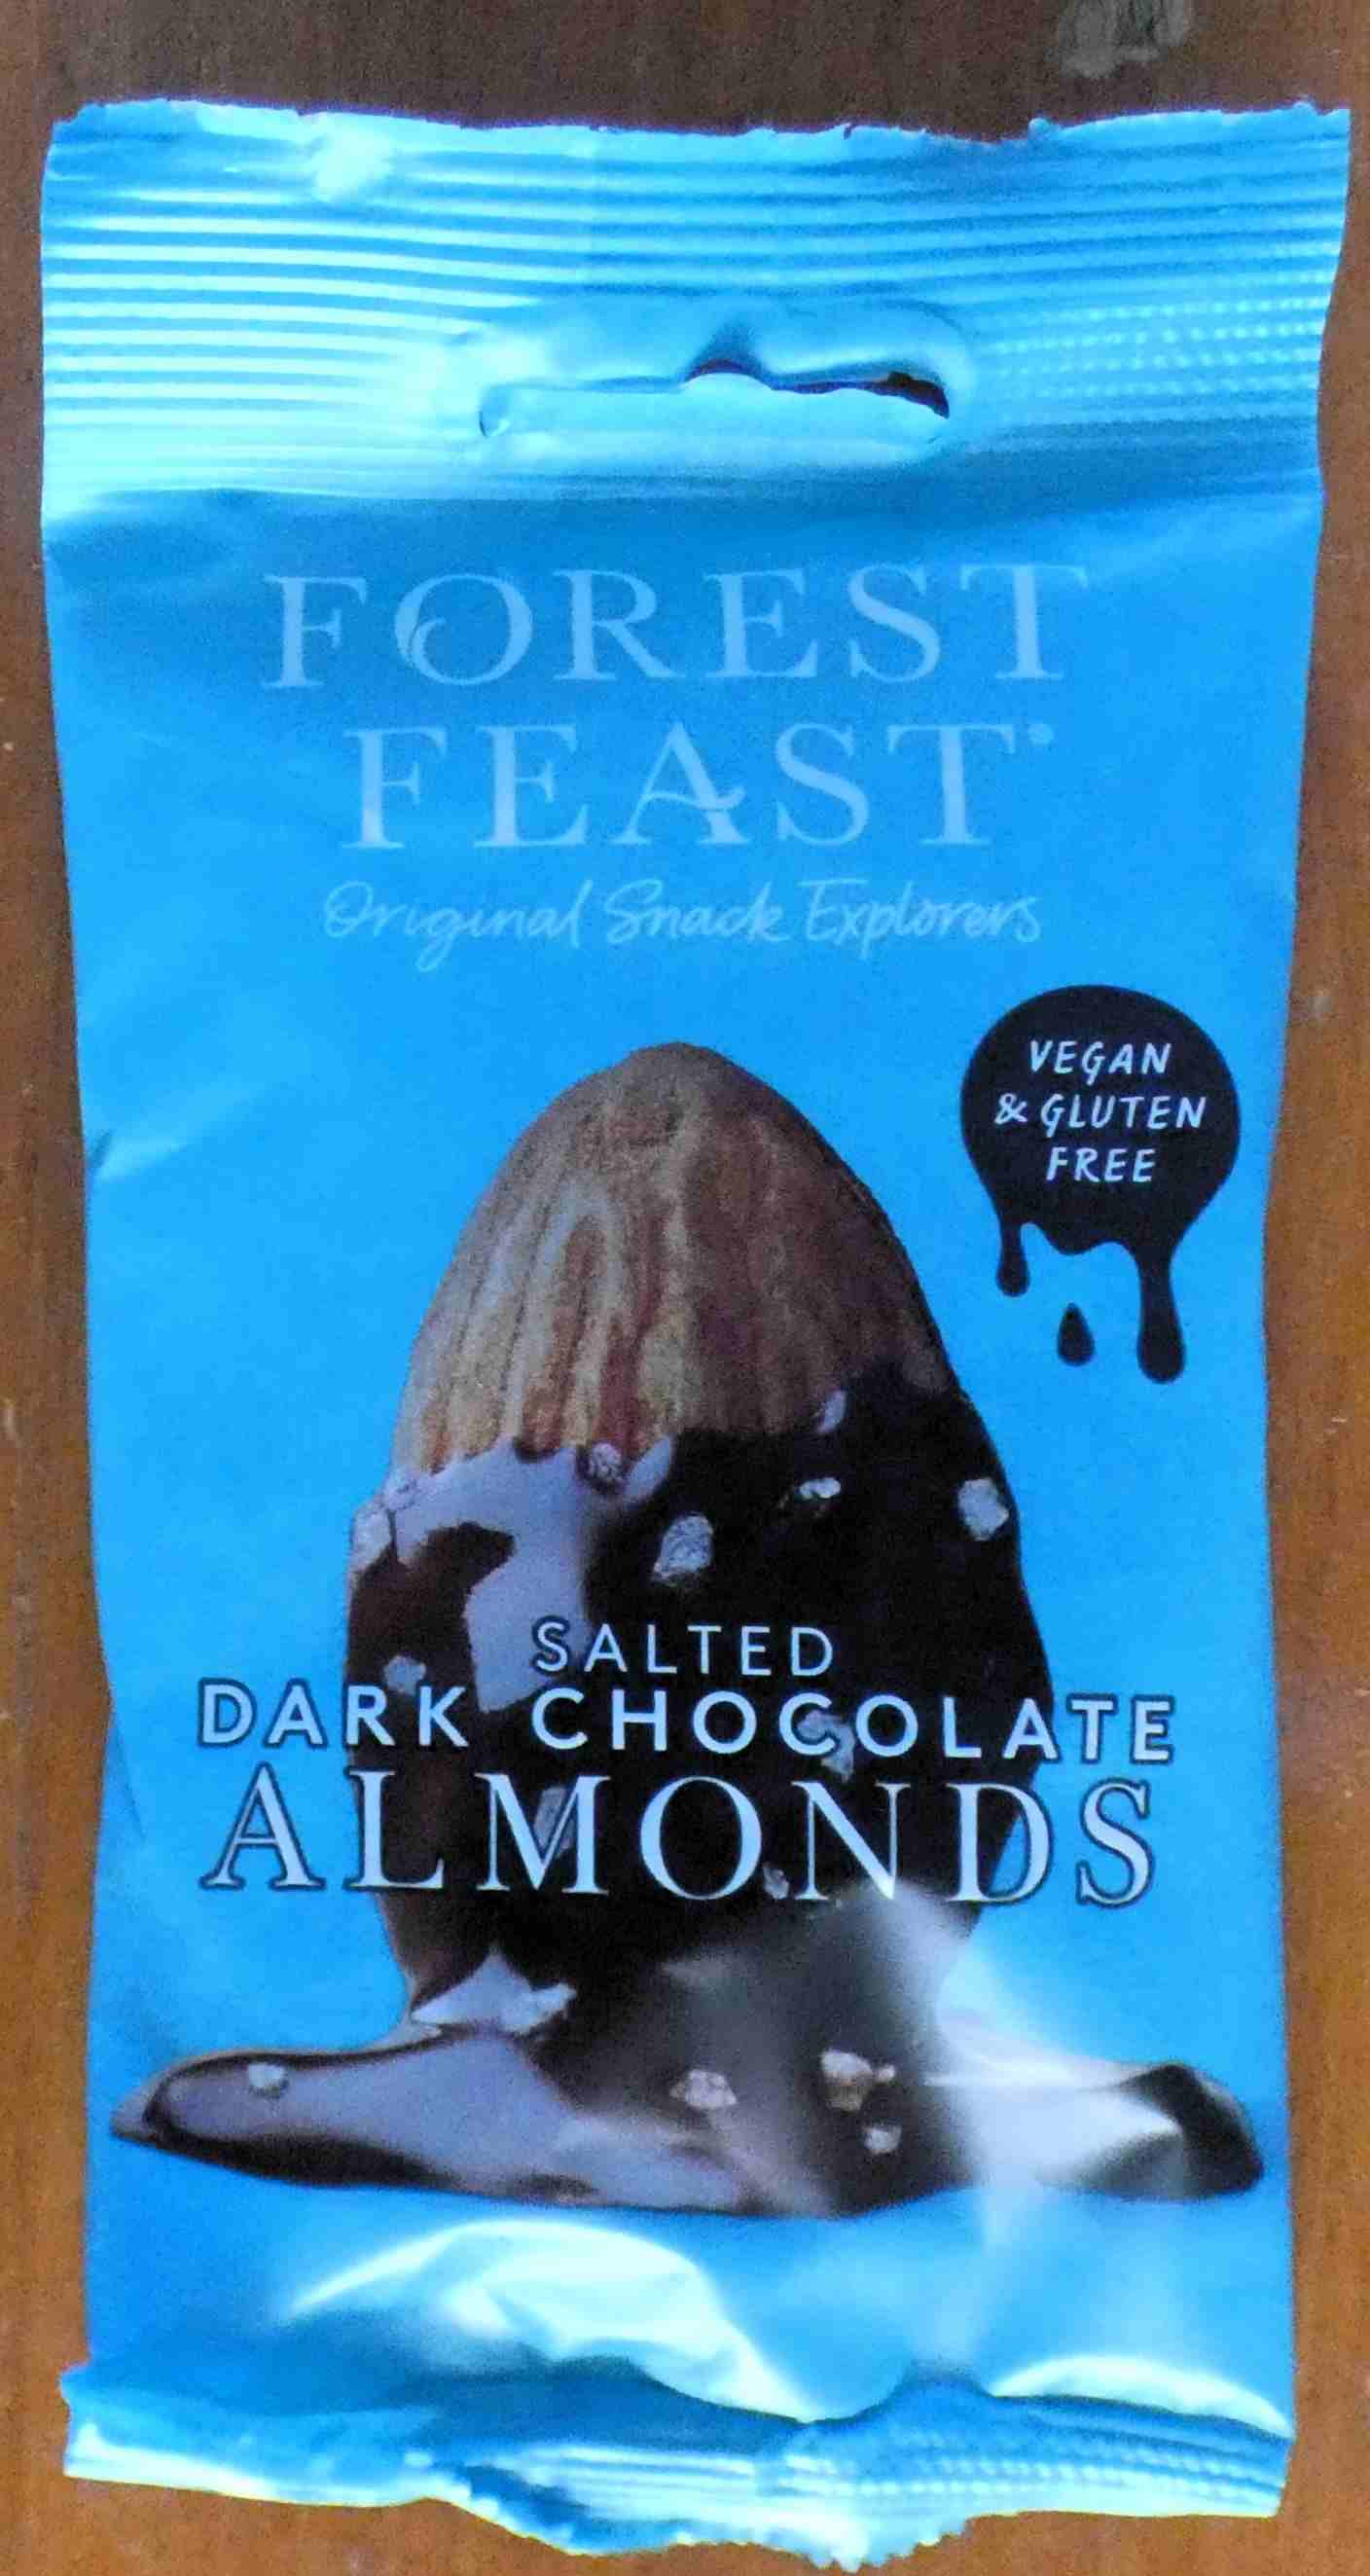 FOREST
FEAST
Original Snack Explorers
VEGAN
& GLUTEN
FREE
SALTED
DARK CHOCOLATE
ALMONDS